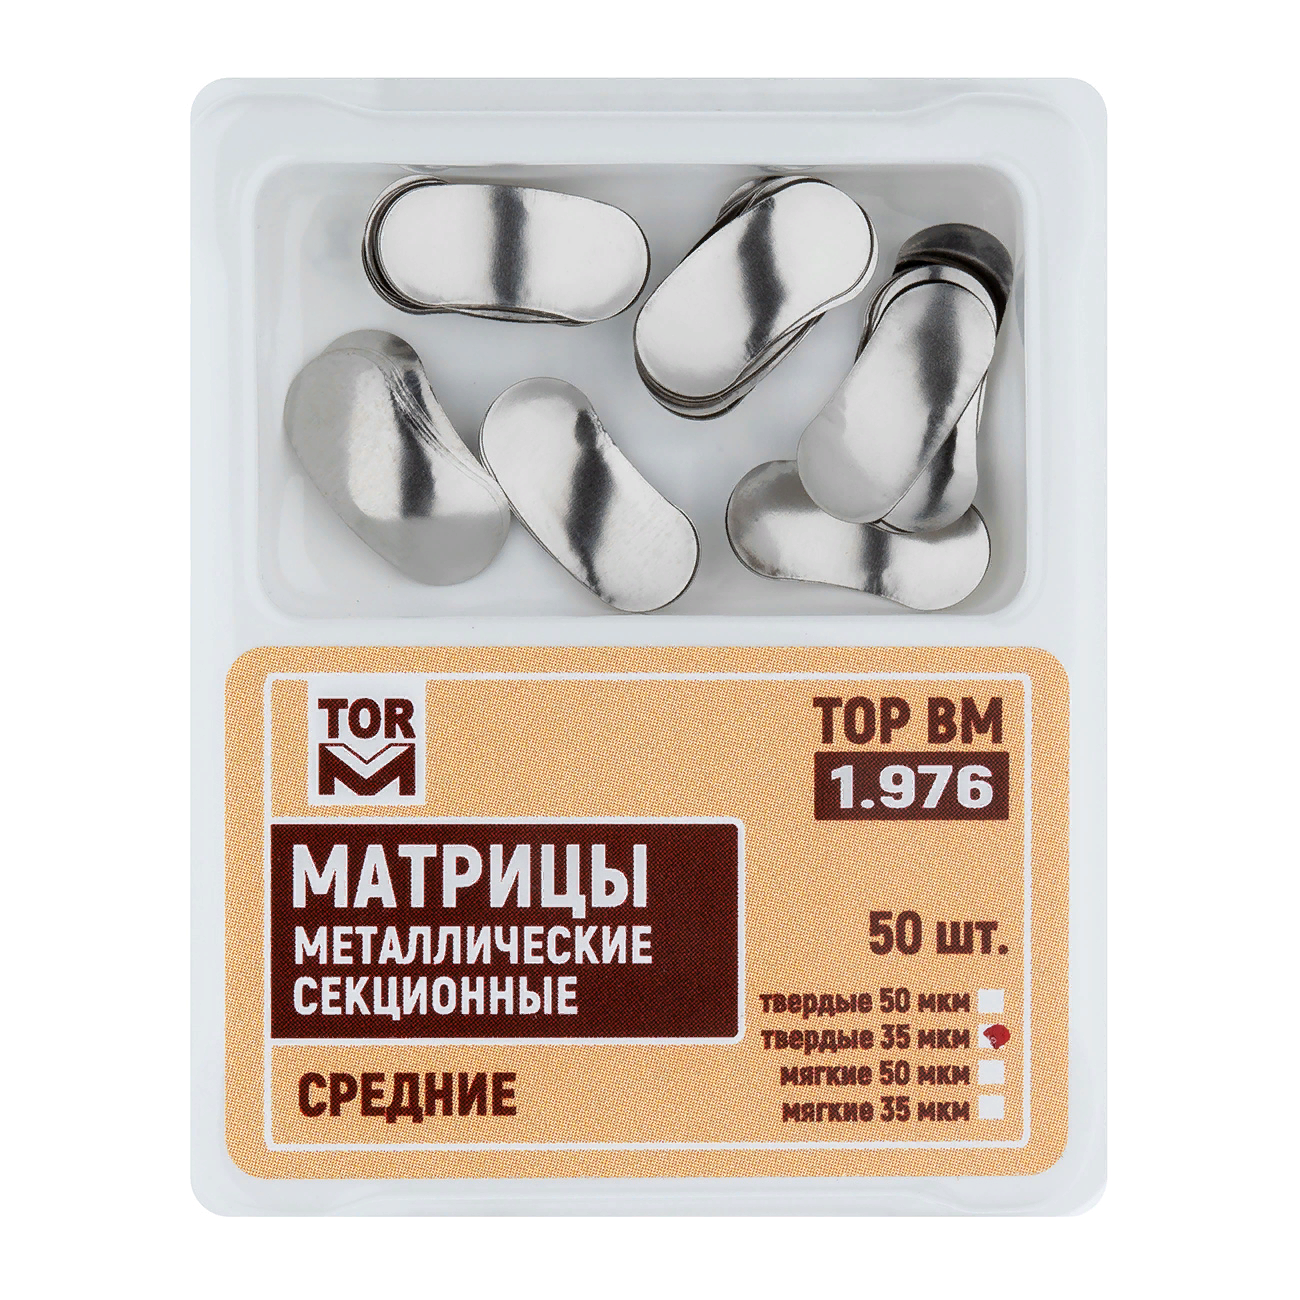 TOR
M
ТОР ВМ
1.976
МАТРИЦЫ
МЕТАЛЛИЧЕСКИЕ
СЕКЦИОННЫЕ
50 шт.
твердые 50 мкм
твердые 35 мкм
мягкие 50 мкм
мягкие 35 мкм
СРЕДНИЕ